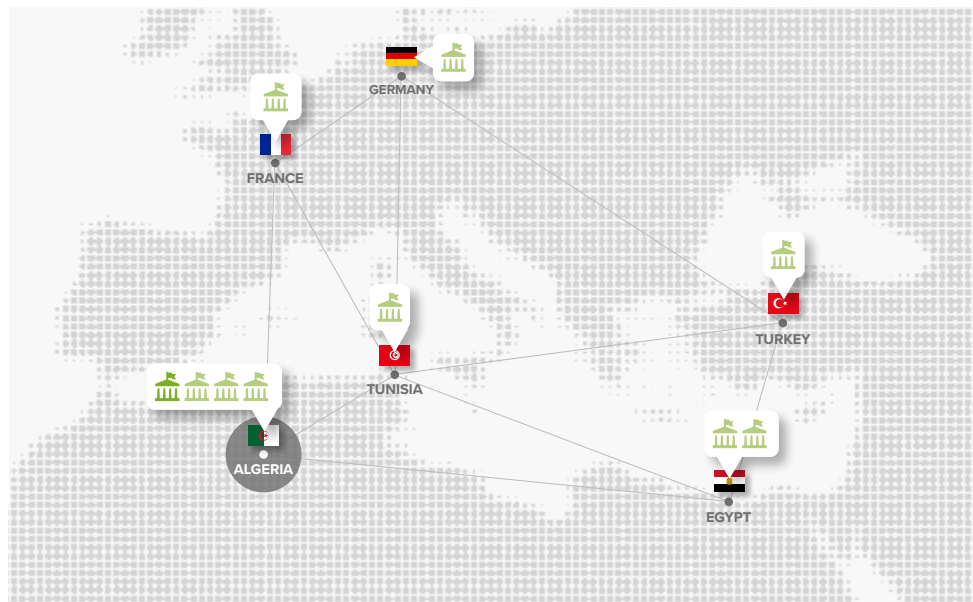 GERMANY
FRANCE
TURKEY
TUNISIA
ALGERIA
EGYPT